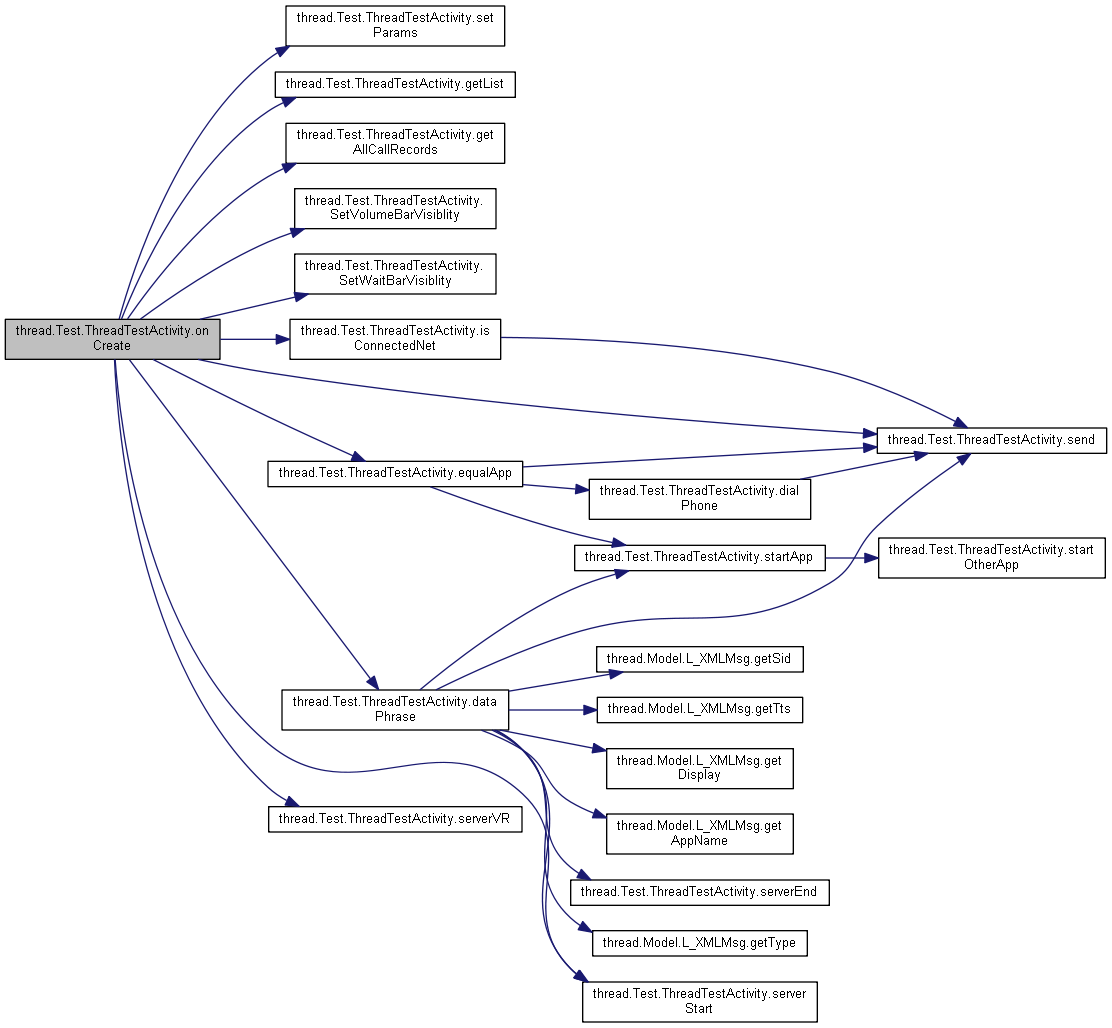 thread.Test.ThreadTestActivity.set
Params
thread.Test.ThreadTestActivity.getList
thread.Test.ThreadTestActivity.get
AllCallRecords
thread.Test.ThreadTestActivity.
SetVolumeBarVisiblity
thread.Test.ThreadTestActivity.
SetWaitBarVisiblity
thread.Test.ThreadTestActivity.on
Create
thread.Test.ThreadTestActivity.is
ConnectedNet
thread.Test.ThreadTestActivity.send
thread.Test.ThreadTestActivity.equalApp
thread.Test.ThreadTestActivity.dial
Phone
thread.Test.ThreadTestActivity.startApp
thread.Test.ThreadTestActivity.start
OtherApp
thread.Model.L_XMLMsg.getSid
thread.Test.ThreadTestActivity.data
Phrase
thread.Model.L_XMLMsg.getTts
thread.Model.L_XMLMsg.get
Display
thread.Test.ThreadTestActivity.serverVR
thread.Model.L_XMLMsg.get
AppName
thread.Test.ThreadTestActivity.serverEnd
thread.Model.L_XMLMsg.getType
thread.Test.ThreadTestActivity.server
Start